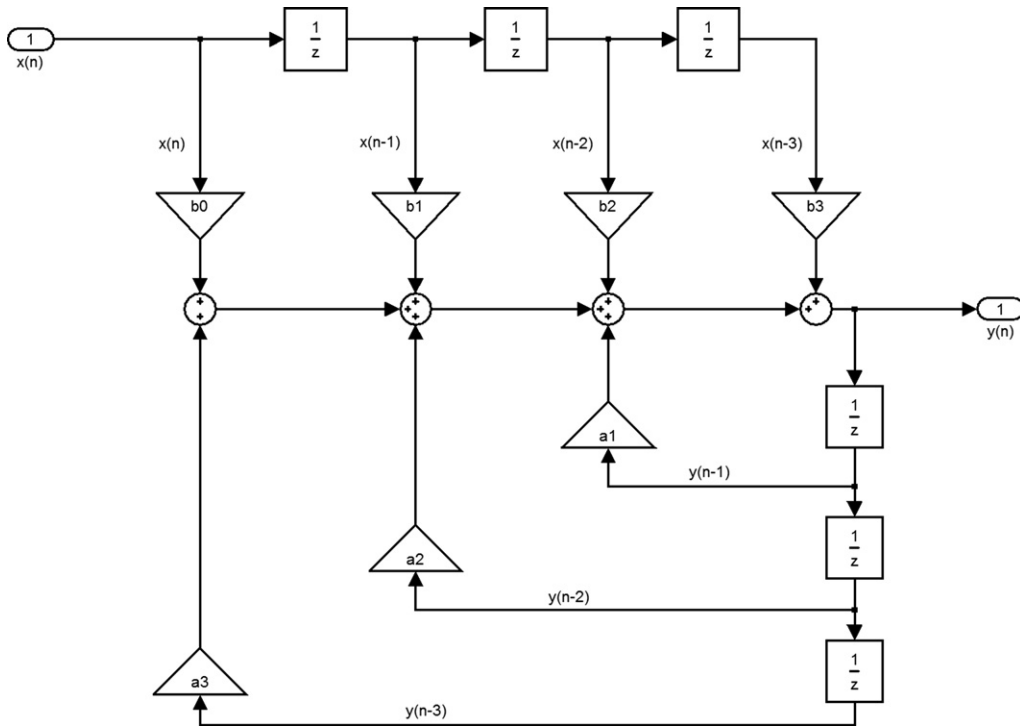 1
x(n)
1
z
1
z
1
z
x(n)
x(n-1)
x(n-2)
x(n-3)
b0
b1
b2
b3
+
+
+
+
+
+
+
+
+
+
1
y(n)
1
z
a1
y(n-1)
1
z
a2
y(n-2)
1
z
a3
y(n-3)